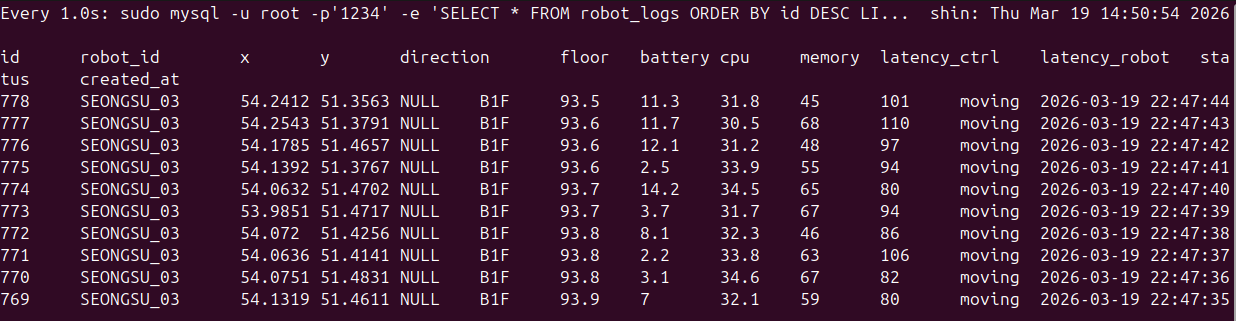 Every 1.0s: sudo mysql -u root -p'1234' -e 'SELECT * FROM robot_logs ORDER BY id DESC LI...  shin: Thu Mar 19 14:50:54 2026
id robot_id x y direction floor battery cpu memory latency_ctrl latency_robot sta
tus created_at
778 SEONGSU_03 54.2412 51.3563 NULL B1F 93.5 11.3 31.8 45 101 moving 2026-03-19 22:47:44
777 SEONGSU_03 54.2543 51.3791 NULL B1F 93.6 11.7 30.5 68 110 moving 2026-03-19 22:47:43
776 SEONGSU_03 54.1785 51.4657 NULL B1F 93.6 12.1 31.2 48 97 moving 2026-03-19 22:47:42
775 SEONGSU_03 54.1392 51.3767 NULL B1F 93.6 2.5 33.9 55 94 moving 2026-03-19 22:47:41
774 SEONGSU_03 54.0632 51.4702 NULL B1F 93.7 14.2 34.5 65 80 moving 2026-03-19 22:47:40
773 SEONGSU_03 53.9851 51.4717 NULL B1F 93.7 3.7 31.7 67 94 moving 2026-03-19 22:47:39
772 SEONGSU_03 54.072 51.4256 NULL B1F 93.8 8.1 32.3 46 86 moving 2026-03-19 22:47:38
771 SEONGSU_03 54.0636 51.4141 NULL B1F 93.8 2.2 33.8 63 106 moving 2026-03-19 22:47:37
770 SEONGSU_03 54.0751 51.4831 NULL B1F 93.8 3.1 34.6 67 82 moving 2026-03-19 22:47:36
769 SEONGSU_03 54.1319 51.4611 NULL B1F 93.9 7 32.1 59 80 moving 2026-03-19 22:47:35